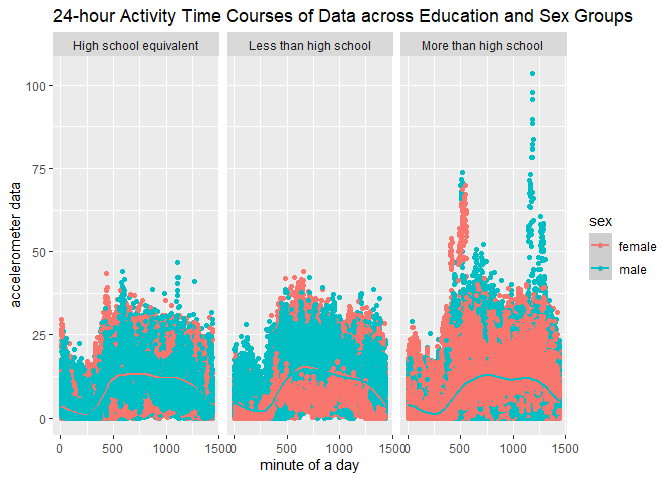 24-hour Activity Time Courses of Data across Education and Sex Groups
High school equivalent
Less than high school
More than high school
accelerometer data
100
75
50
25
0
0 500 1000 1500
0 500 1000 1500
0 500 1000 1500
minute of a day
sex
female
male